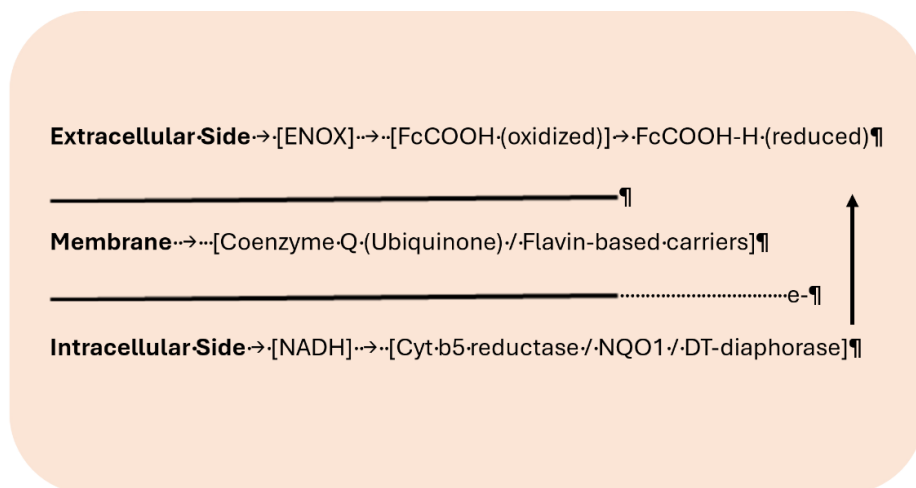 Extracellular·Side·→·[ENOX]··→··[FcCOOH·(oxidized)]→·FcCOOH-H·(reduced)¶
¶
Membrane··→···[Coenzyme·Q·(Ubiquinone)·/·Flavin-based·carriers]¶
································e-¶
Intracellular·Side·→·[NADH]··→··[Cyt·b5·reductase·/·NQO1·/·DT-diaphorase]¶